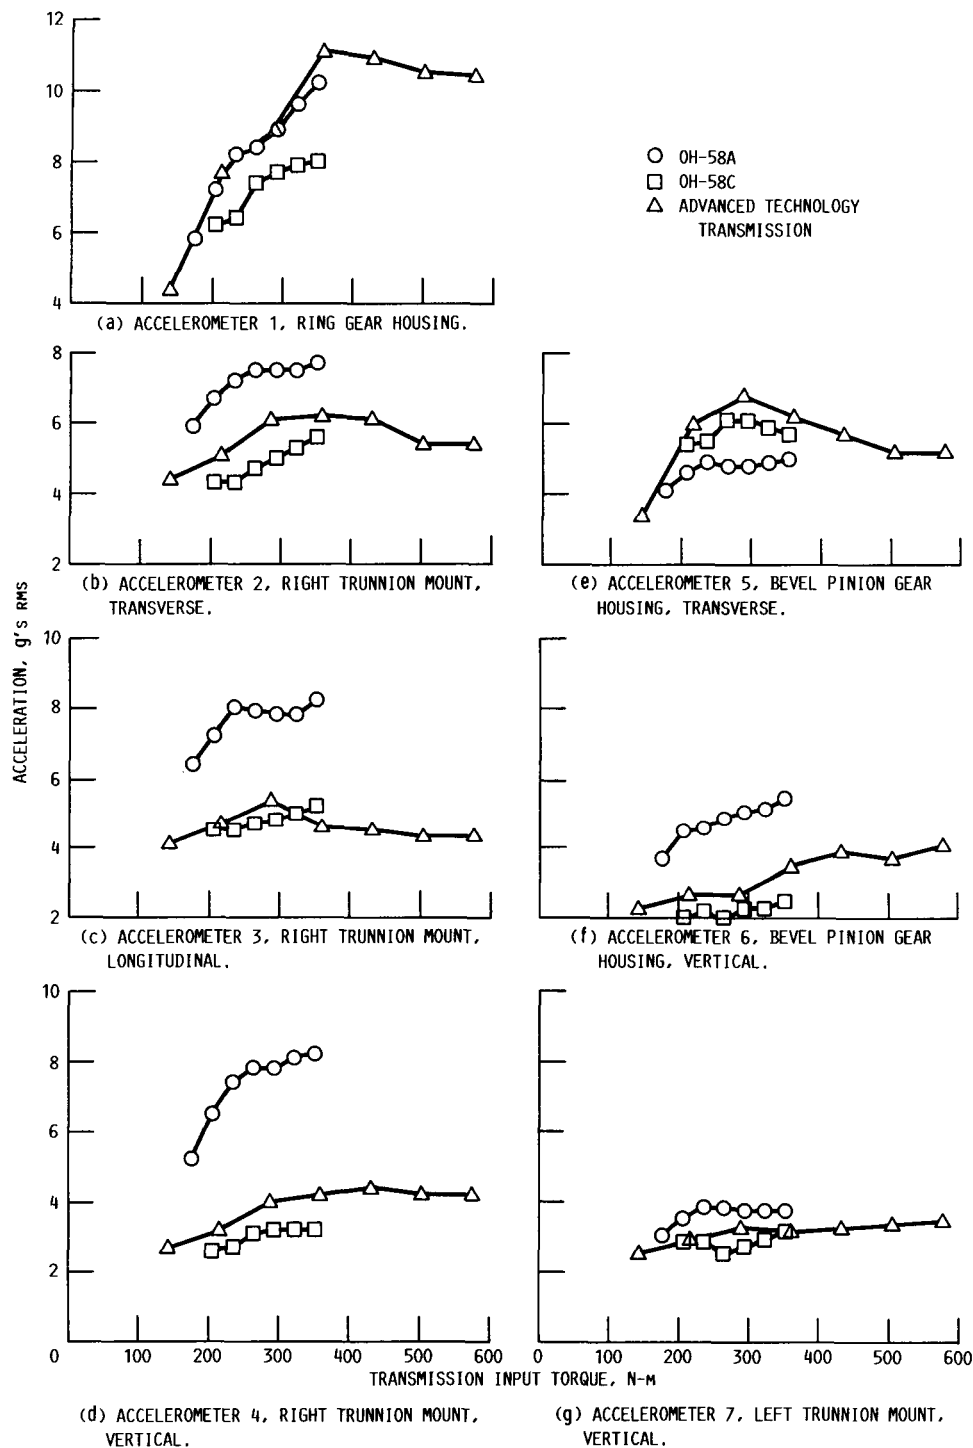 12
10
8
6
4
OH-58A
OH-58C
ADVANCED TECHNOLOGY
TRANSMISSION
(a) ACCELEROMETER 1, RING GEAR HOUSING.
8
6
4
2
(b) ACCELEROMETER 2, RIGHT TRUNNION MOUNT,
TRANSVERSE.
(e) ACCELEROMETER 5, BEVEL PINION GEAR
HOUSING, TRANSVERSE.
ACCELERATION, g's RMS
10
8
6
4
2
(c) ACCELEROMETER 3, RIGHT TRUNNION MOUNT,
LONGITUDINAL.
(f) ACCELEROMETER 6, BEVEL PINION GEAR
HOUSING, VERTICAL.
10
8
6
4
2
0 100 200 300 400 500 600
0 100 200 300 400 500 600
TRANSMISSION INPUT TORQUE, N-M
(d) ACCELEROMETER 4, RIGHT TRUNNION MOUNT,
VERTICAL.
(g) ACCELEROMETER 7, LEFT TRUNNION MOUNT,
VERTICAL.